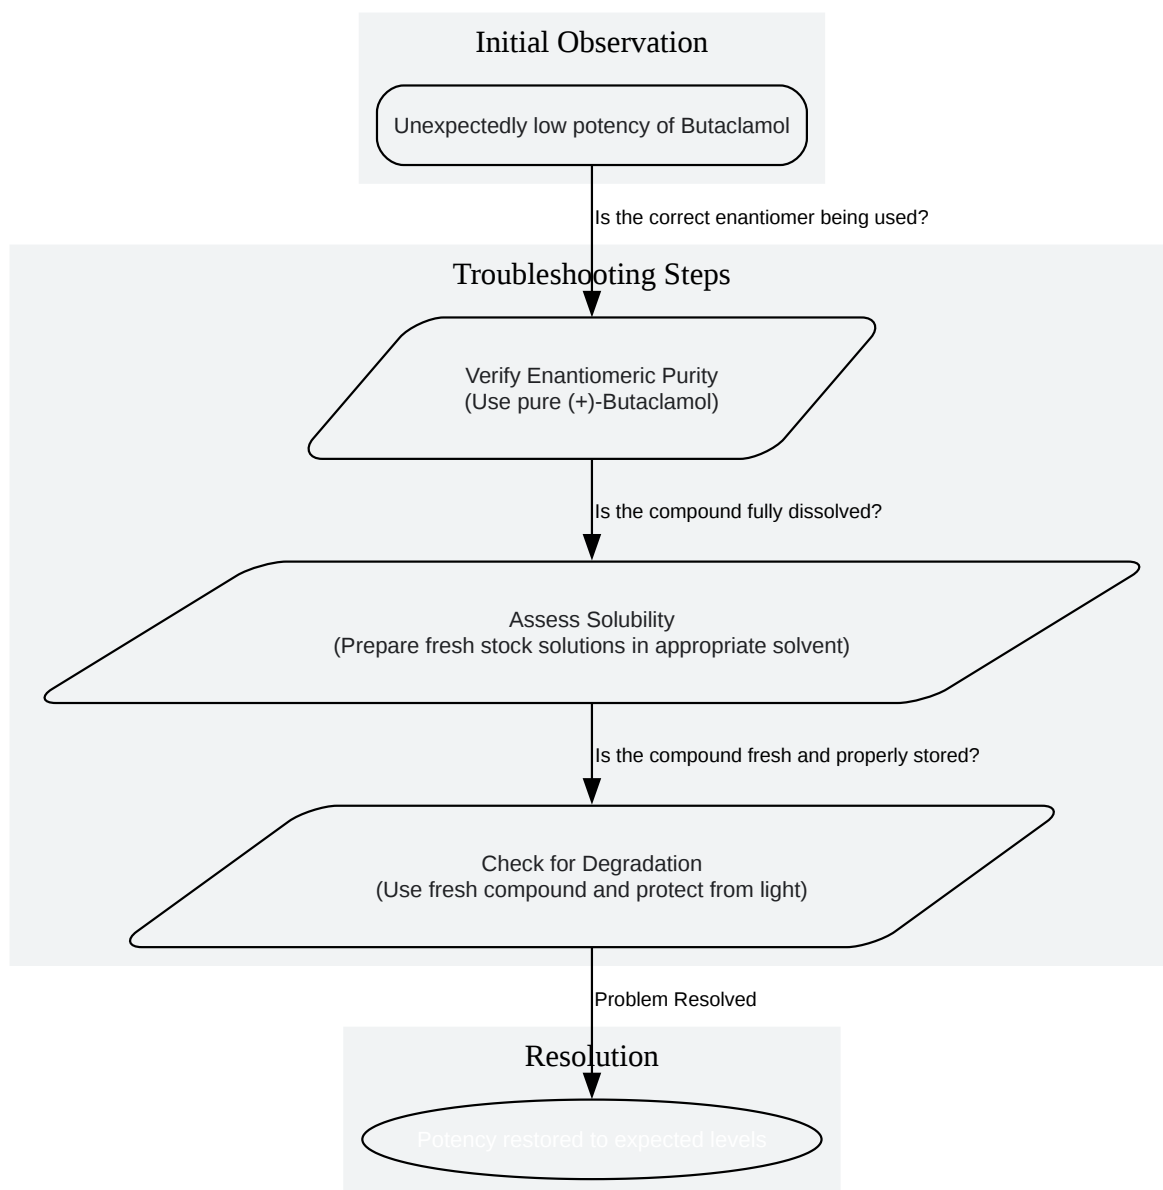 Initial Observation
Unexpectedly low potency of Butaclamol
Is the correct enantiomer being used?
Troubleshooting Steps
Verify Enantiomeric Purity
(Use pure (+)-Butaclamol)
Is the compound fully dissolved?
Assess Solubility
(Prepare fresh stock solutions in appropriate solvent)
Is the compound fresh and properly stored?
Check for Degradation
(Use fresh compound and protect from light)
Problem Resolved
Resolution
Potency restored to expected levels